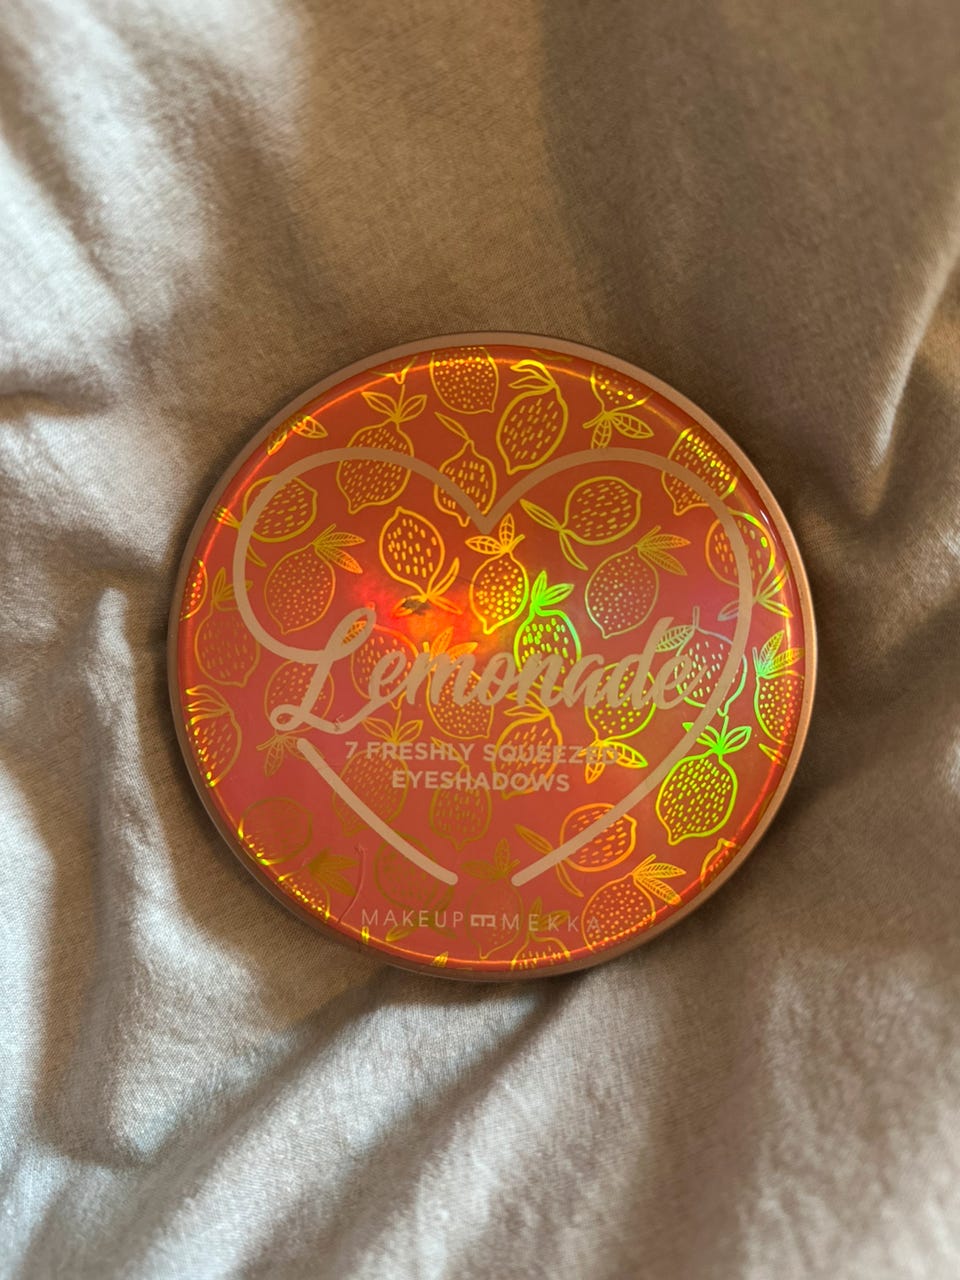 Lemonade
7 FRESHLY SQUEEZED
EYESHADOWS
MAKEUP MEKKA